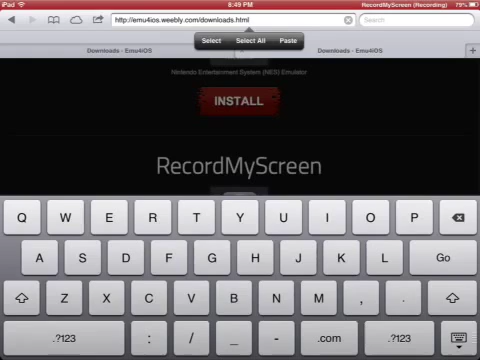 iPad 8:49 PM RecordMyScreen (Recording) 79%
http://emu4ios.weebly.com/downloads.html Search
Select Select All Paste
Downloads - Emu4iOS Downloads - Emu4iOS +
Nintendo Entertainment System (NES) Emulator
INSTALL
RecordMyScreen
Q W E R T Y U I O P
A S D F G H J K L Go
Z X C V B N M , .
.?123 : / _ - .com .?123